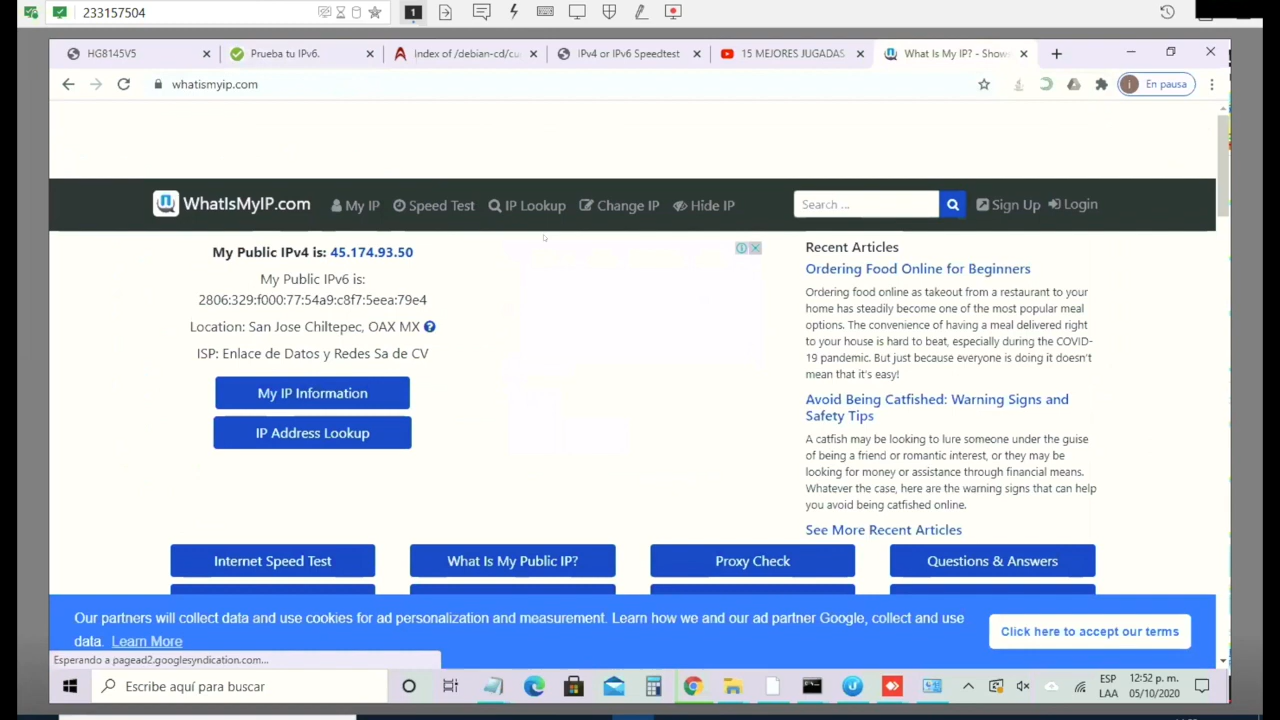 233157504
1
HG8145V5
Prueba tu IPv6.
Index of /debian-cd/cu
IPv4 or IPv6 Speedtest
15 MEJORES JUGADAS
What Is My IP? - Shows
whatismyip.com
En pausa
WhatIsMyIP.com
My IP
Speed Test
IP Lookup
Change IP
Hide IP
Search ...
Sign Up
Login
My Public IPv4 is: 45.174.93.50
My Public IPv6 is:
2806:329:f000:77:54a9:c8f7:5eea:79e4
Location: San Jose Chiltepec, OAX MX
ISP: Enlace de Datos y Redes Sa de CV
My IP Information
IP Address Lookup
Recent Articles
Ordering Food Online for Beginners
Ordering food online as takeout from a restaurant to your
home has steadily become one of the most popular meal
options. The convenience of having a meal delivered right
to your house is hard to beat, especially during the COVID-
19 pandemic. But just because everyone is doing it doesn't
mean that it's easy!
Avoid Being Catfished: Warning Signs and
Safety Tips
A catfish may be looking to lure someone under the guise
of being a friend or romantic interest, or they may be
looking for money or assistance through financial means.
Whatever the case, here are the warning signs that can help
you avoid being catfished online.
See More Recent Articles
Internet Speed Test
What Is My Public IP?
Proxy Check
Questions & Answers
Our partners will collect data and use cookies for ad personalization and measurement. Learn how we and our ad partner Google, collect and use
data. Learn More
Click here to accept our terms
Esperando a pagead2.googlesyndication.com...
Escribe aquí para buscar
ESP
LAA
12:52 p. m.
05/10/2020